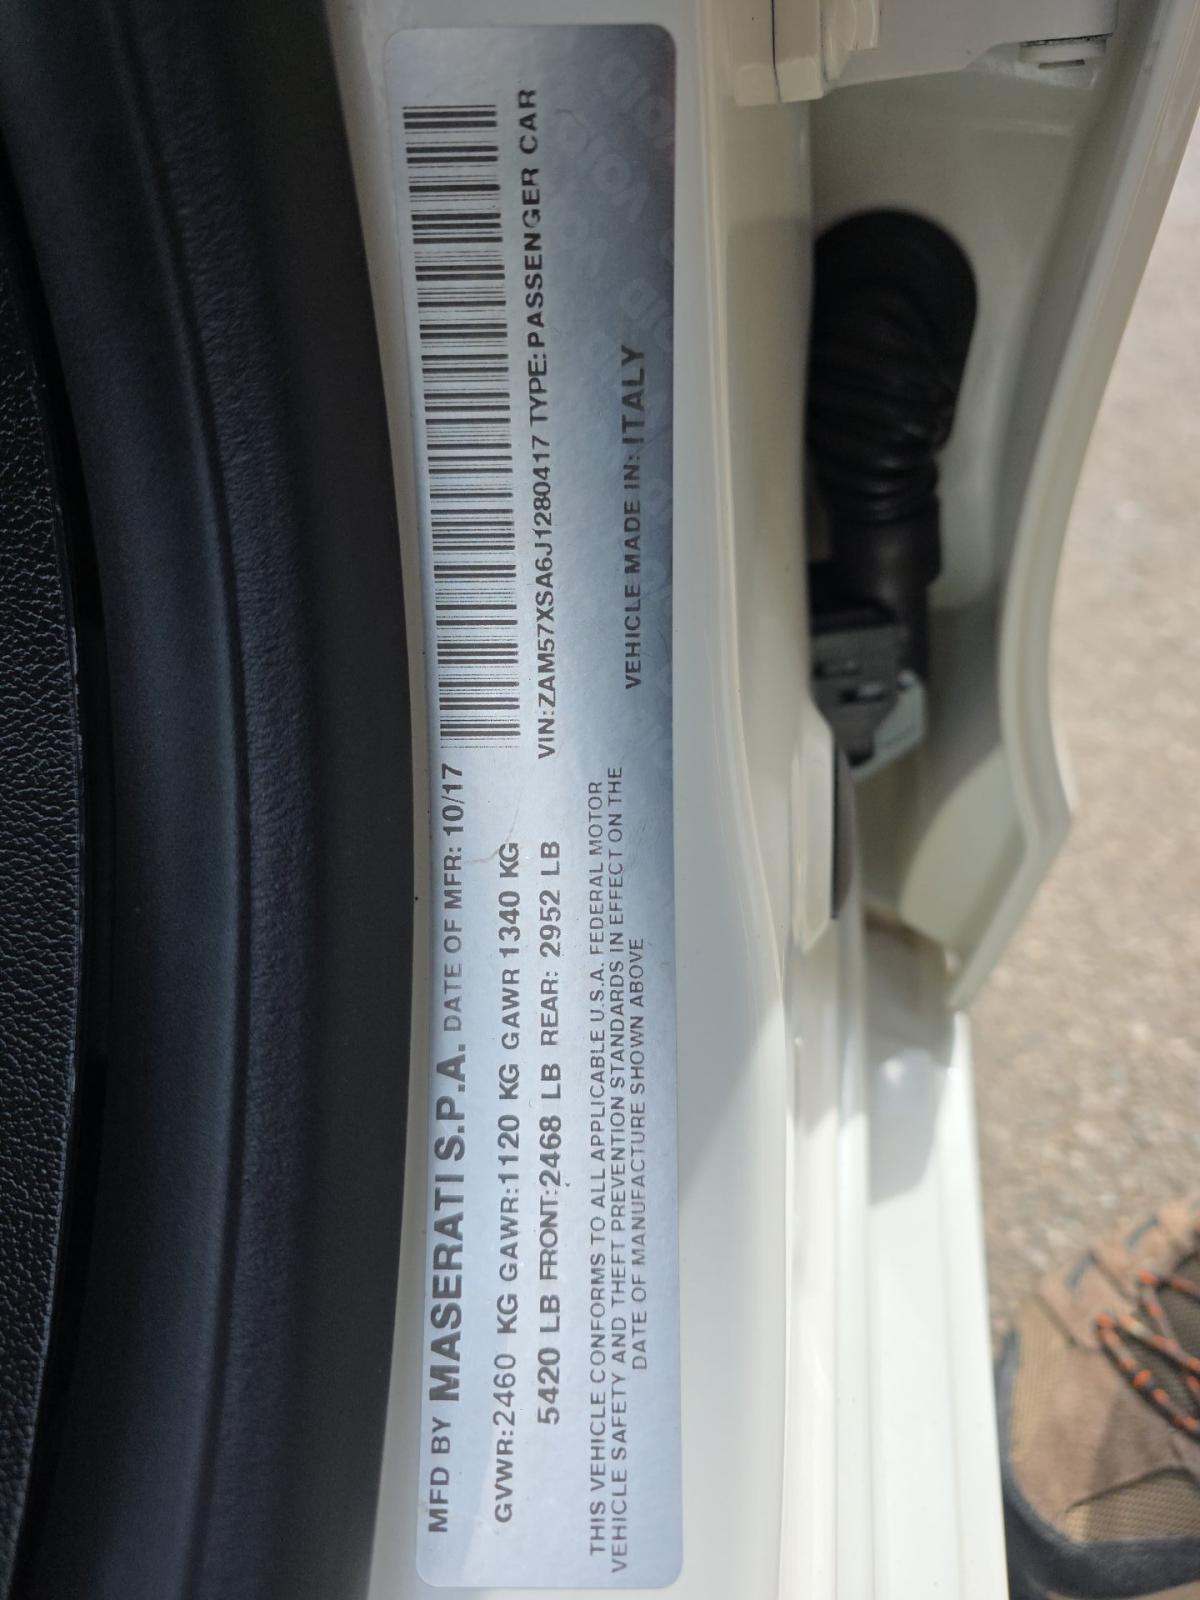 MFD BY MASERATI S.P.A. DATE OF MFR: 10/17
GVWR:2460 KG GAWR:1120 KG GAWR 1340 KG
5420 LB FRONT:2468 LB REAR: 2952 LB
VIN:ZAM57XSA6J1280417 TYPE:PASSENGER CAR
THIS VEHICLE CONFORMS TO ALL APPLICABLE U.S.A. FEDERAL MOTOR
VEHICLE SAFETY AND THEFT PREVENTION STANDARDS IN EFFECT ON THE
DATE OF MANUFACTURE SHOWN ABOVE
VEHICLE MADE IN: ITALY